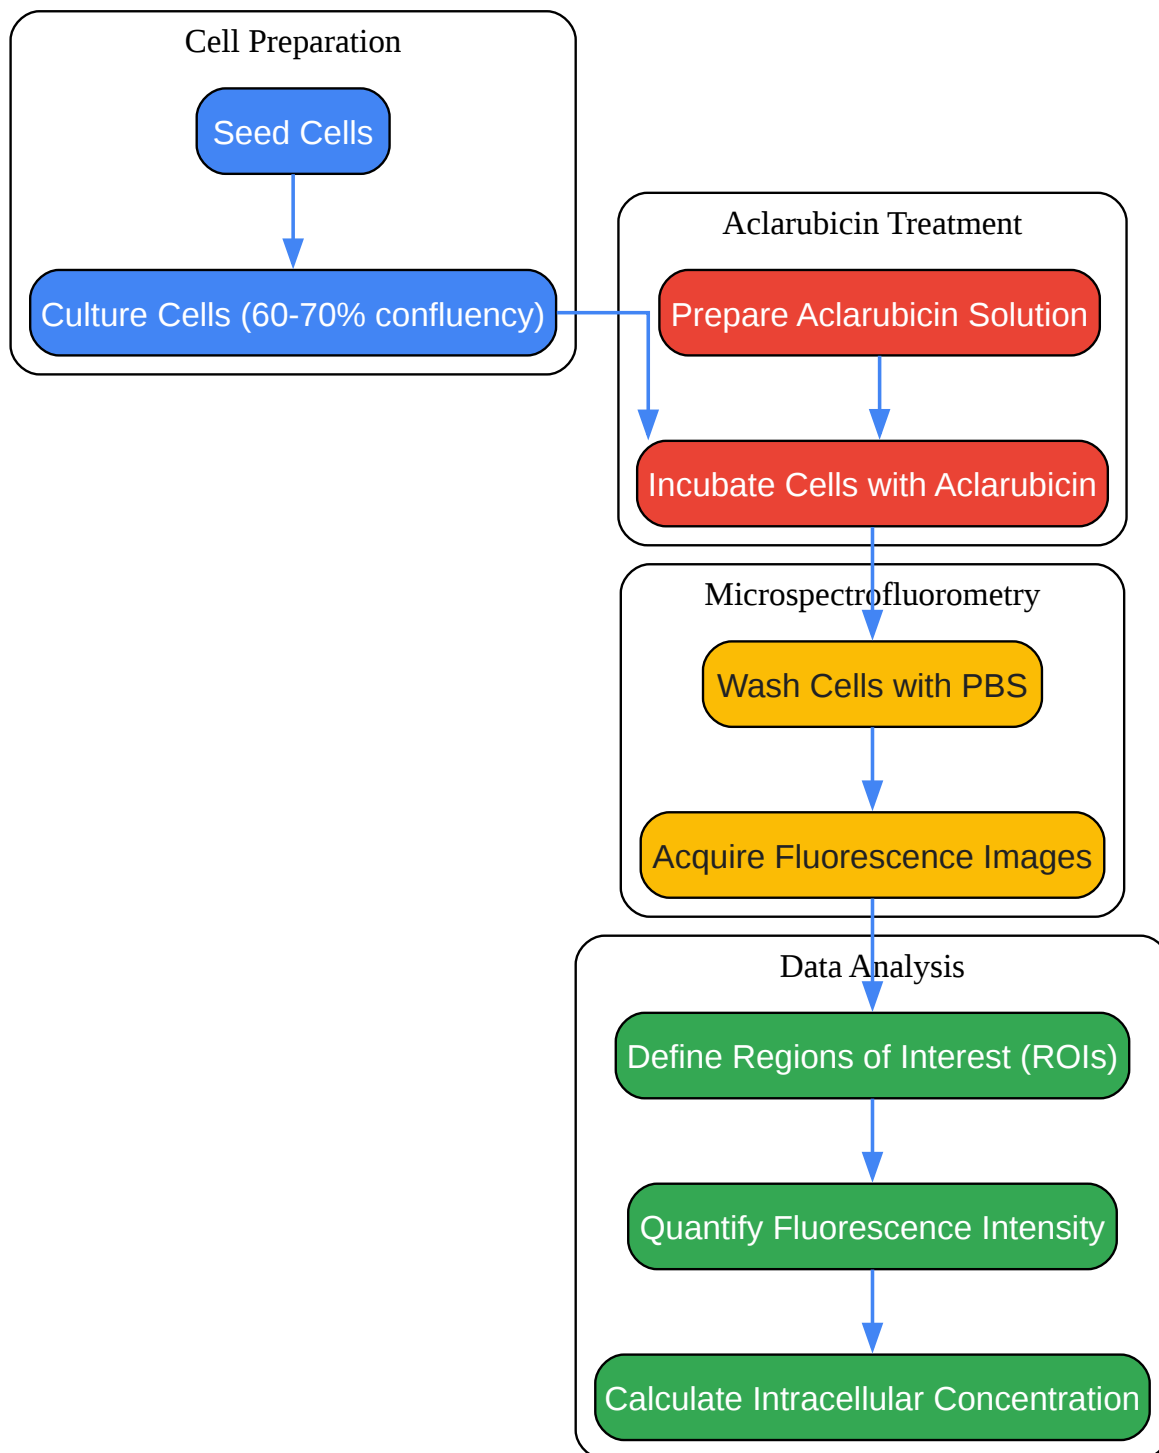 Cell Preparation
Seed Cells
Culture Cells (60-70% confluency)
Aclarubicin Treatment
Prepare Aclarubicin Solution
Incubate Cells with Aclarubicin
Microspectrofluorometry
Wash Cells with PBS
Acquire Fluorescence Images
Data Analysis
Define Regions of Interest (ROIs)
Quantify Fluorescence Intensity
Calculate Intracellular Concentration